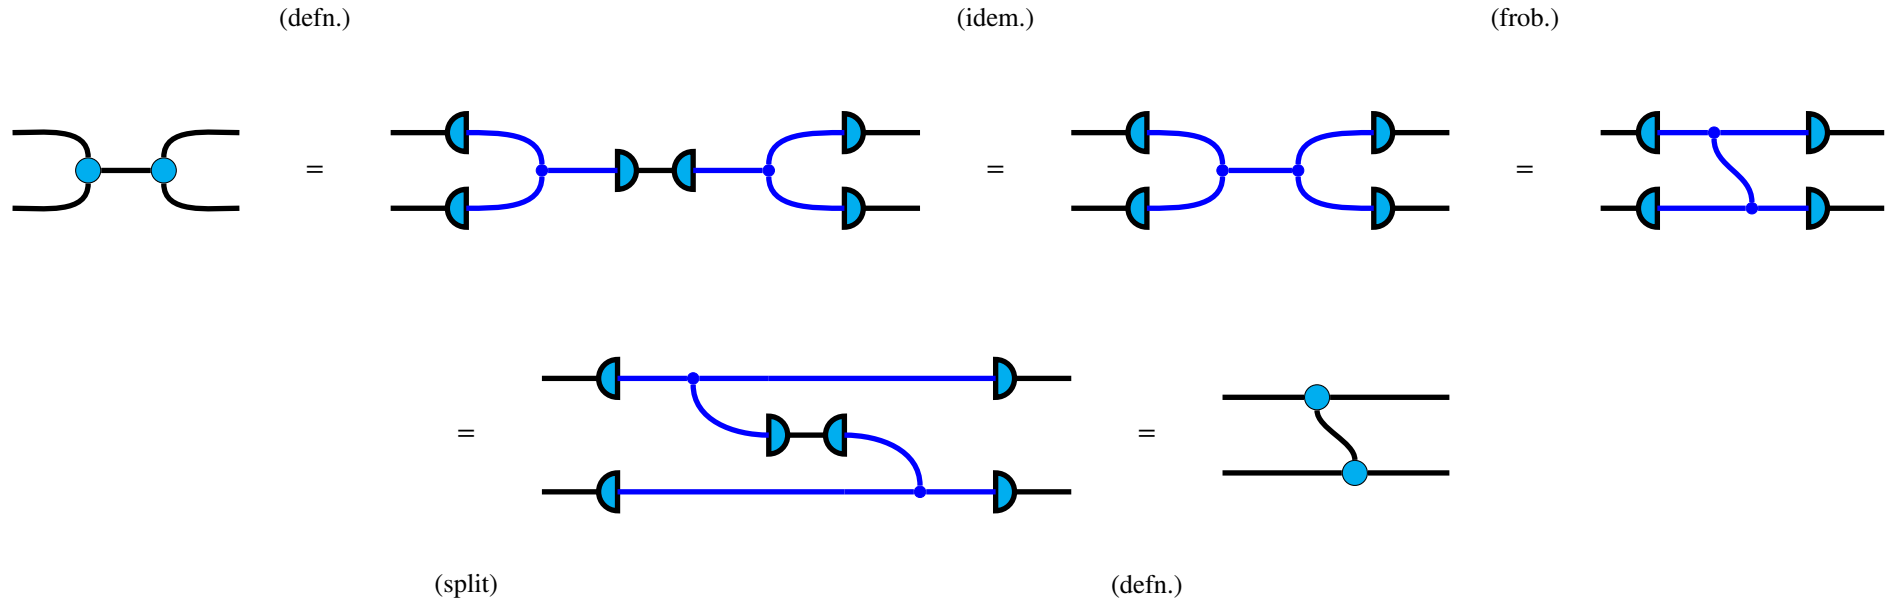 (defn.) (idem.) (frob.)
= = =
= =
(split) (defn.)